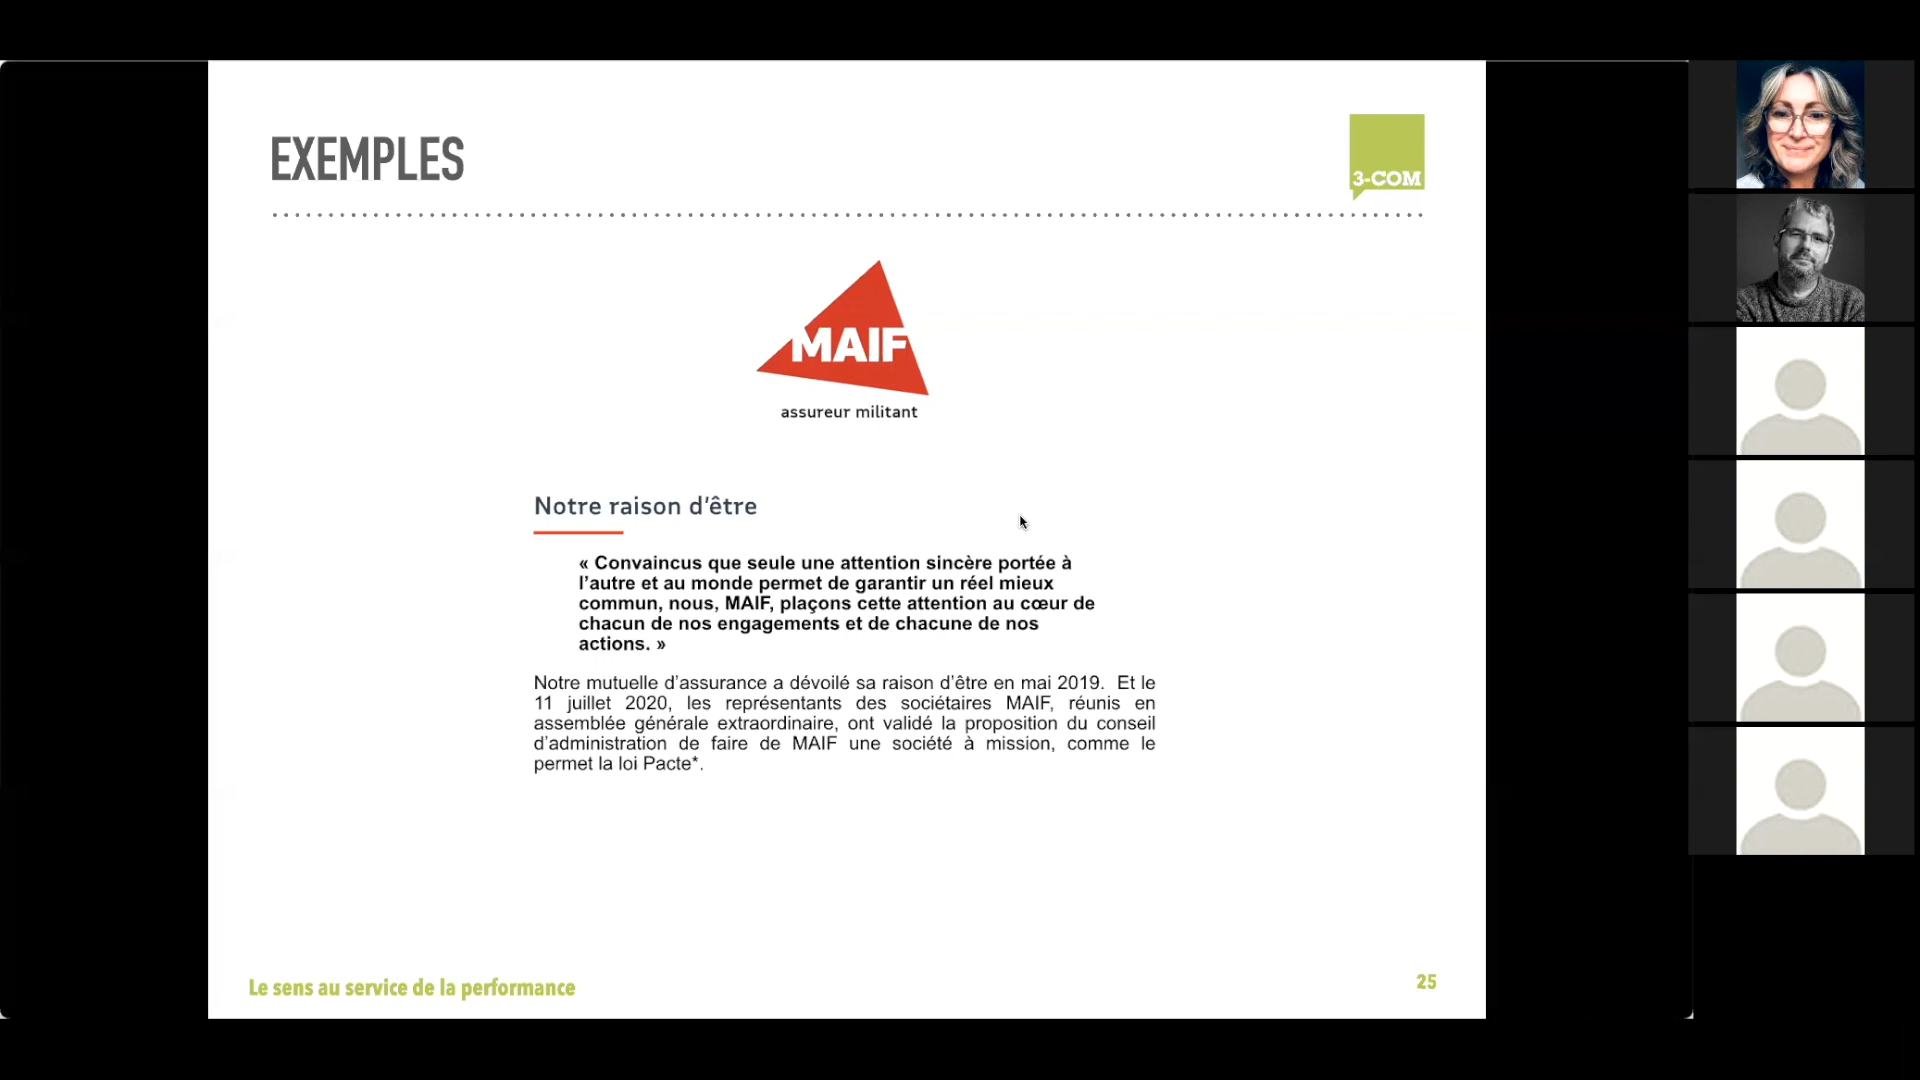 EXEMPLES
3-COM
MAIF
assureur militant
Notre raison d’être
« Convaincus que seule une attention sincère portée à
l’autre et au monde permet de garantir un réel mieux
commun, nous, MAIF, plaçons cette attention au cœur de
chacun de nos engagements et de chacune de nos
actions. »
Notre mutuelle d’assurance a dévoilé sa raison d’être en mai 2019. Et le
11 juillet 2020, les représentants des sociétaires MAIF, réunis en
assemblée générale extraordinaire, ont validé la proposition du conseil
d’administration de faire de MAIF une société à mission, comme le
permet la loi Pacte*.
Le sens au service de la performance
25